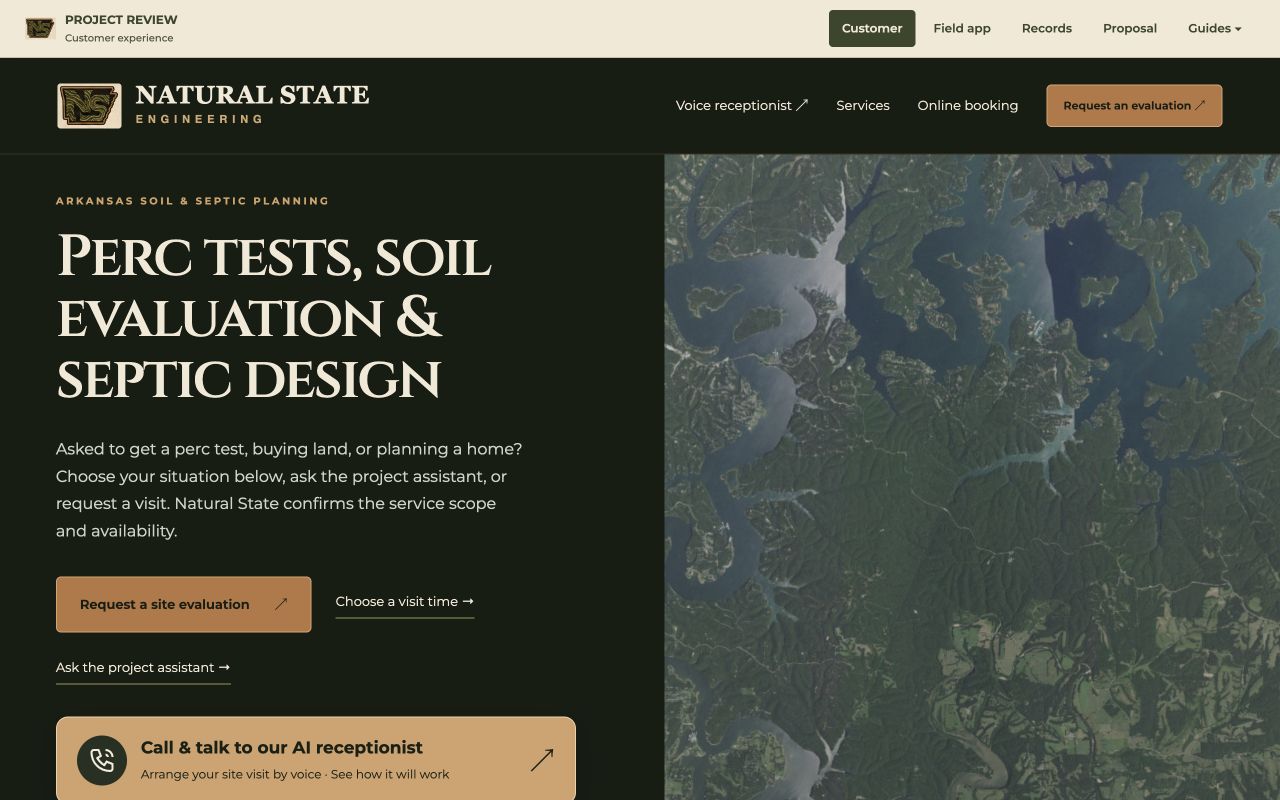 NS
PROJECT REVIEW
Customer experience
Customer
Field app
Records
Proposal
Guides
NS
NATURAL STATE
ENGINEERING
Voice receptionist ↗
Services
Online booking
Request an evaluation ↗
ARKANSAS SOIL & SEPTIC PLANNING
PERC TESTS, SOIL
EVALUATION &
SEPTIC DESIGN
Asked to get a perc test, buying land, or planning a home?
Choose your situation below, ask the project assistant, or
request a visit. Natural State confirms the service scope
and availability.
Request a site evaluation ↗
Choose a visit time →
Ask the project assistant →
Call & talk to our AI receptionist ↗
Arrange your site visit by voice · See how it will work